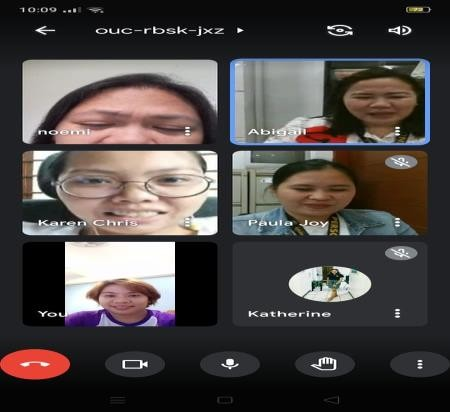 10:09
ouc-rbsk-jxz
noemi
Abigail
Karen Chris
Paula Joy
You
Katherine